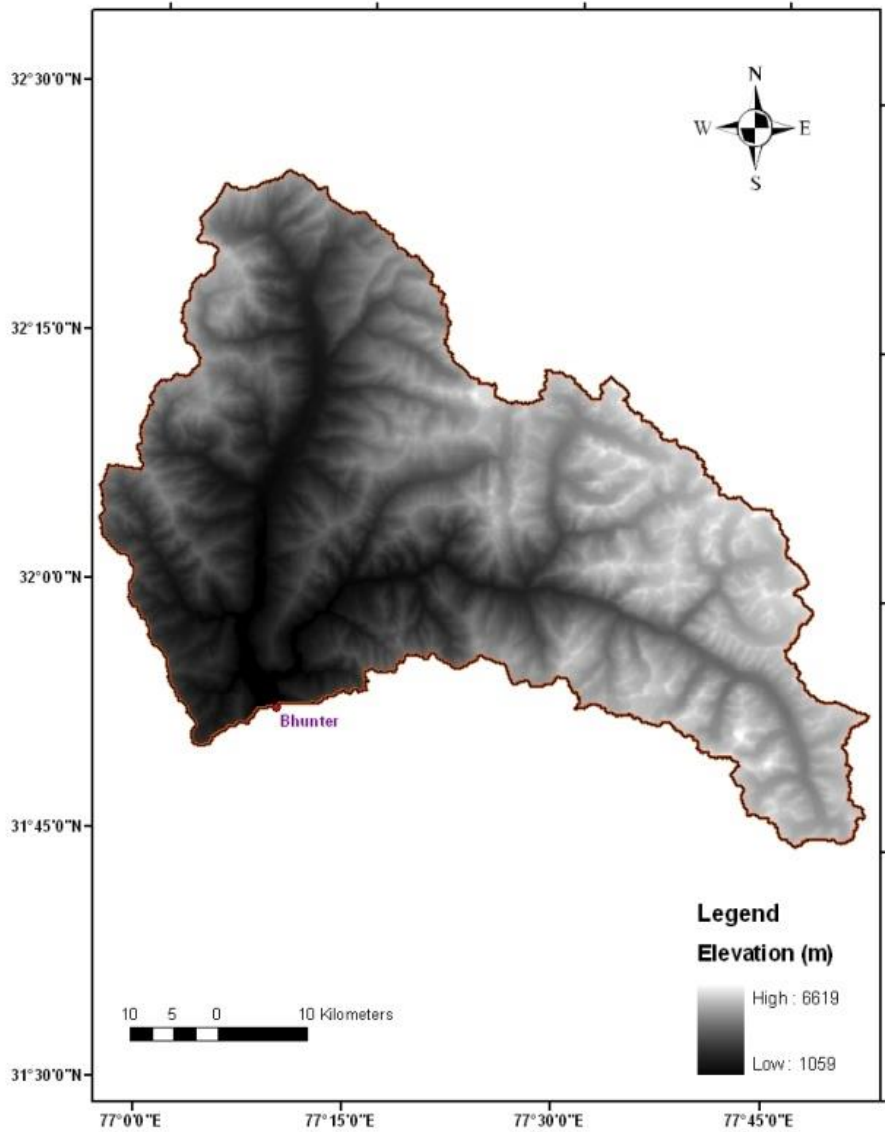 32°30'0"N
N
W E
S
32°15'0"N
32°0'0"N
Bhunter
31°45'0"N
Legend
Elevation (m)
High : 6619
Low : 1059
10 5 0 10 Kilometers
31°30'0"N
77°0'0"E 77°15'0"E 77°30'0"E 77°45'0"E